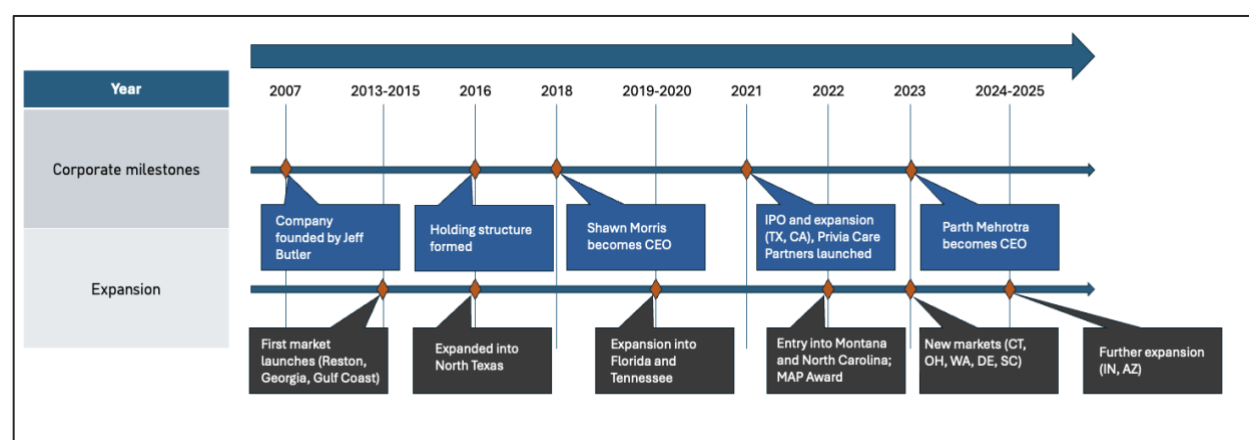 Year
2007
2013-2015
2016
2018
2019-2020
2021
2022
2023
2024-2025
Corporate milestones
Company
founded by Jeff
Butler
Holding structure
formed
Shawn Morris
becomes CEO
IPO and expansion
(TX, CA), Privia Care
Partners launched
Parth Mehrotra
becomes CEO
Expansion
First market
launches (Reston,
Georgia, Gulf Coast)
Expanded into
North Texas
Expansion into
Florida and
Tennessee
Entry into Montana
and North Carolina;
MAP Award
New markets (CT,
OH, WA, DE, SC)
Further expansion
(IN, AZ)